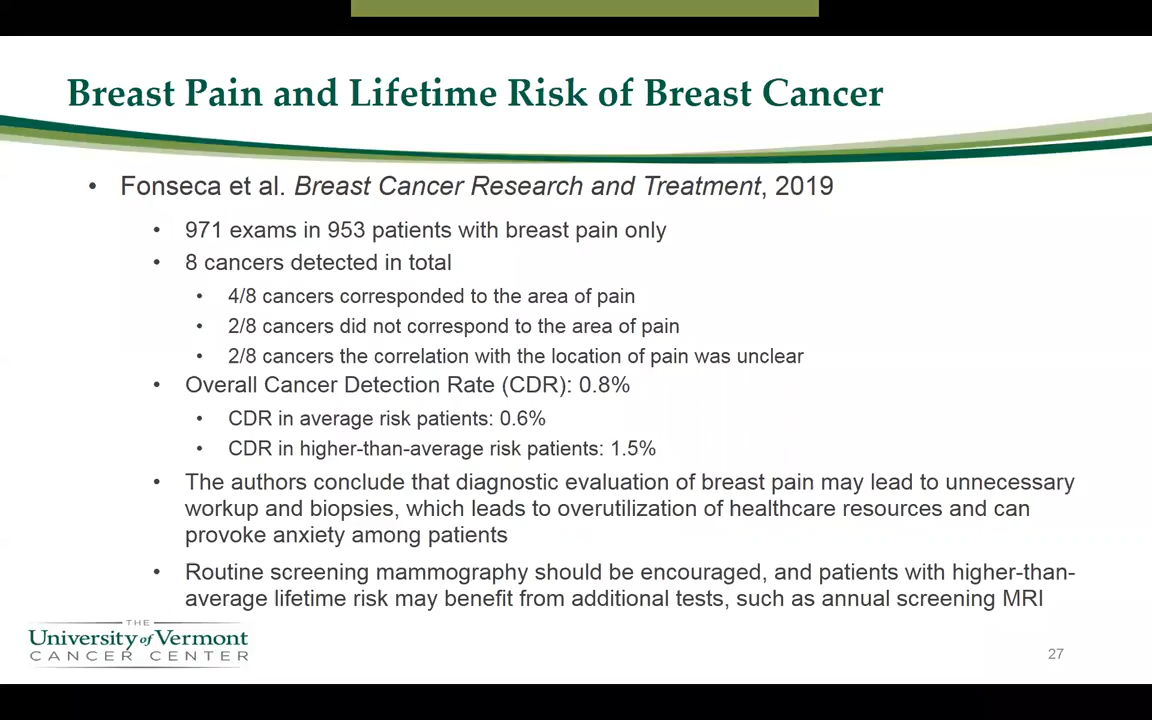 Breast Pain and Lifetime Risk of Breast Cancer
• Fonseca et al. Breast Cancer Research and Treatment, 2019
• 971 exams in 953 patients with breast pain only
• 8 cancers detected in total
• 4/8 cancers corresponded to the area of pain
• 2/8 cancers did not correspond to the area of pain
• 2/8 cancers the correlation with the location of pain was unclear
• Overall Cancer Detection Rate (CDR): 0.8%
• CDR in average risk patients: 0.6%
• CDR in higher-than-average risk patients: 1.5%
• The authors conclude that diagnostic evaluation of breast pain may lead to unnecessary
workup and biopsies, which leads to overutilization of healthcare resources and can
provoke anxiety among patients
• Routine screening mammography should be encouraged, and patients with higher-than-
average lifetime risk may benefit from additional tests, such as annual screening MRI
THE
University of Vermont
CANCER CENTER
27